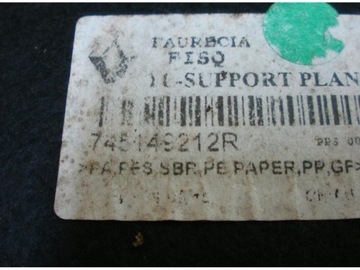 FAURECIA
FISQ
-SUPPORT PLAN
745149212R
>PA,PES,SBR,PE,PAPER,PP,GF>